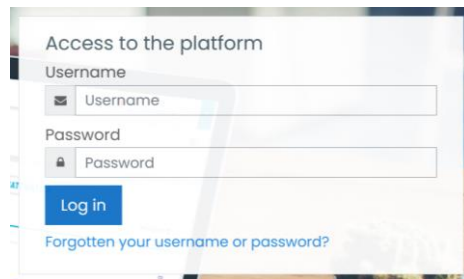 Access to the platform
Username
Username
Password
Password
Log in
Forgotten your username or password?